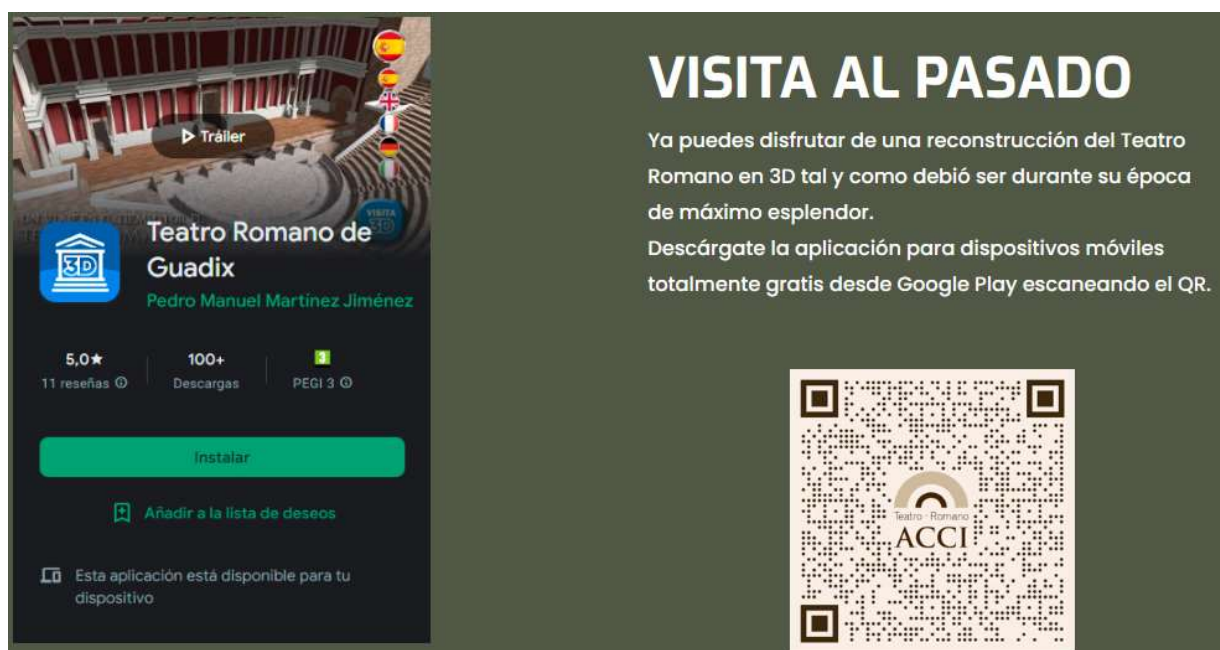 Tráiler
VISITA
3D
Teatro Romano de
Guadix
3D
Pedro Manuel Martínez Jiménez
5,0★
11 reseñas
100+
Descargas
3
PEGI 3
Instalar
Añadir a la lista de deseos
Esta aplicación está disponible para tu
dispositivo
VISITA AL PASADO
Ya puedes disfrutar de una reconstrucción del Teatro
Romano en 3D tal y como debió ser durante su época
de máximo esplendor.
Descárgate la aplicación para dispositivos móviles
totalmente gratis desde Google Play escaneando el QR.
Teatro · Romano
ACCI